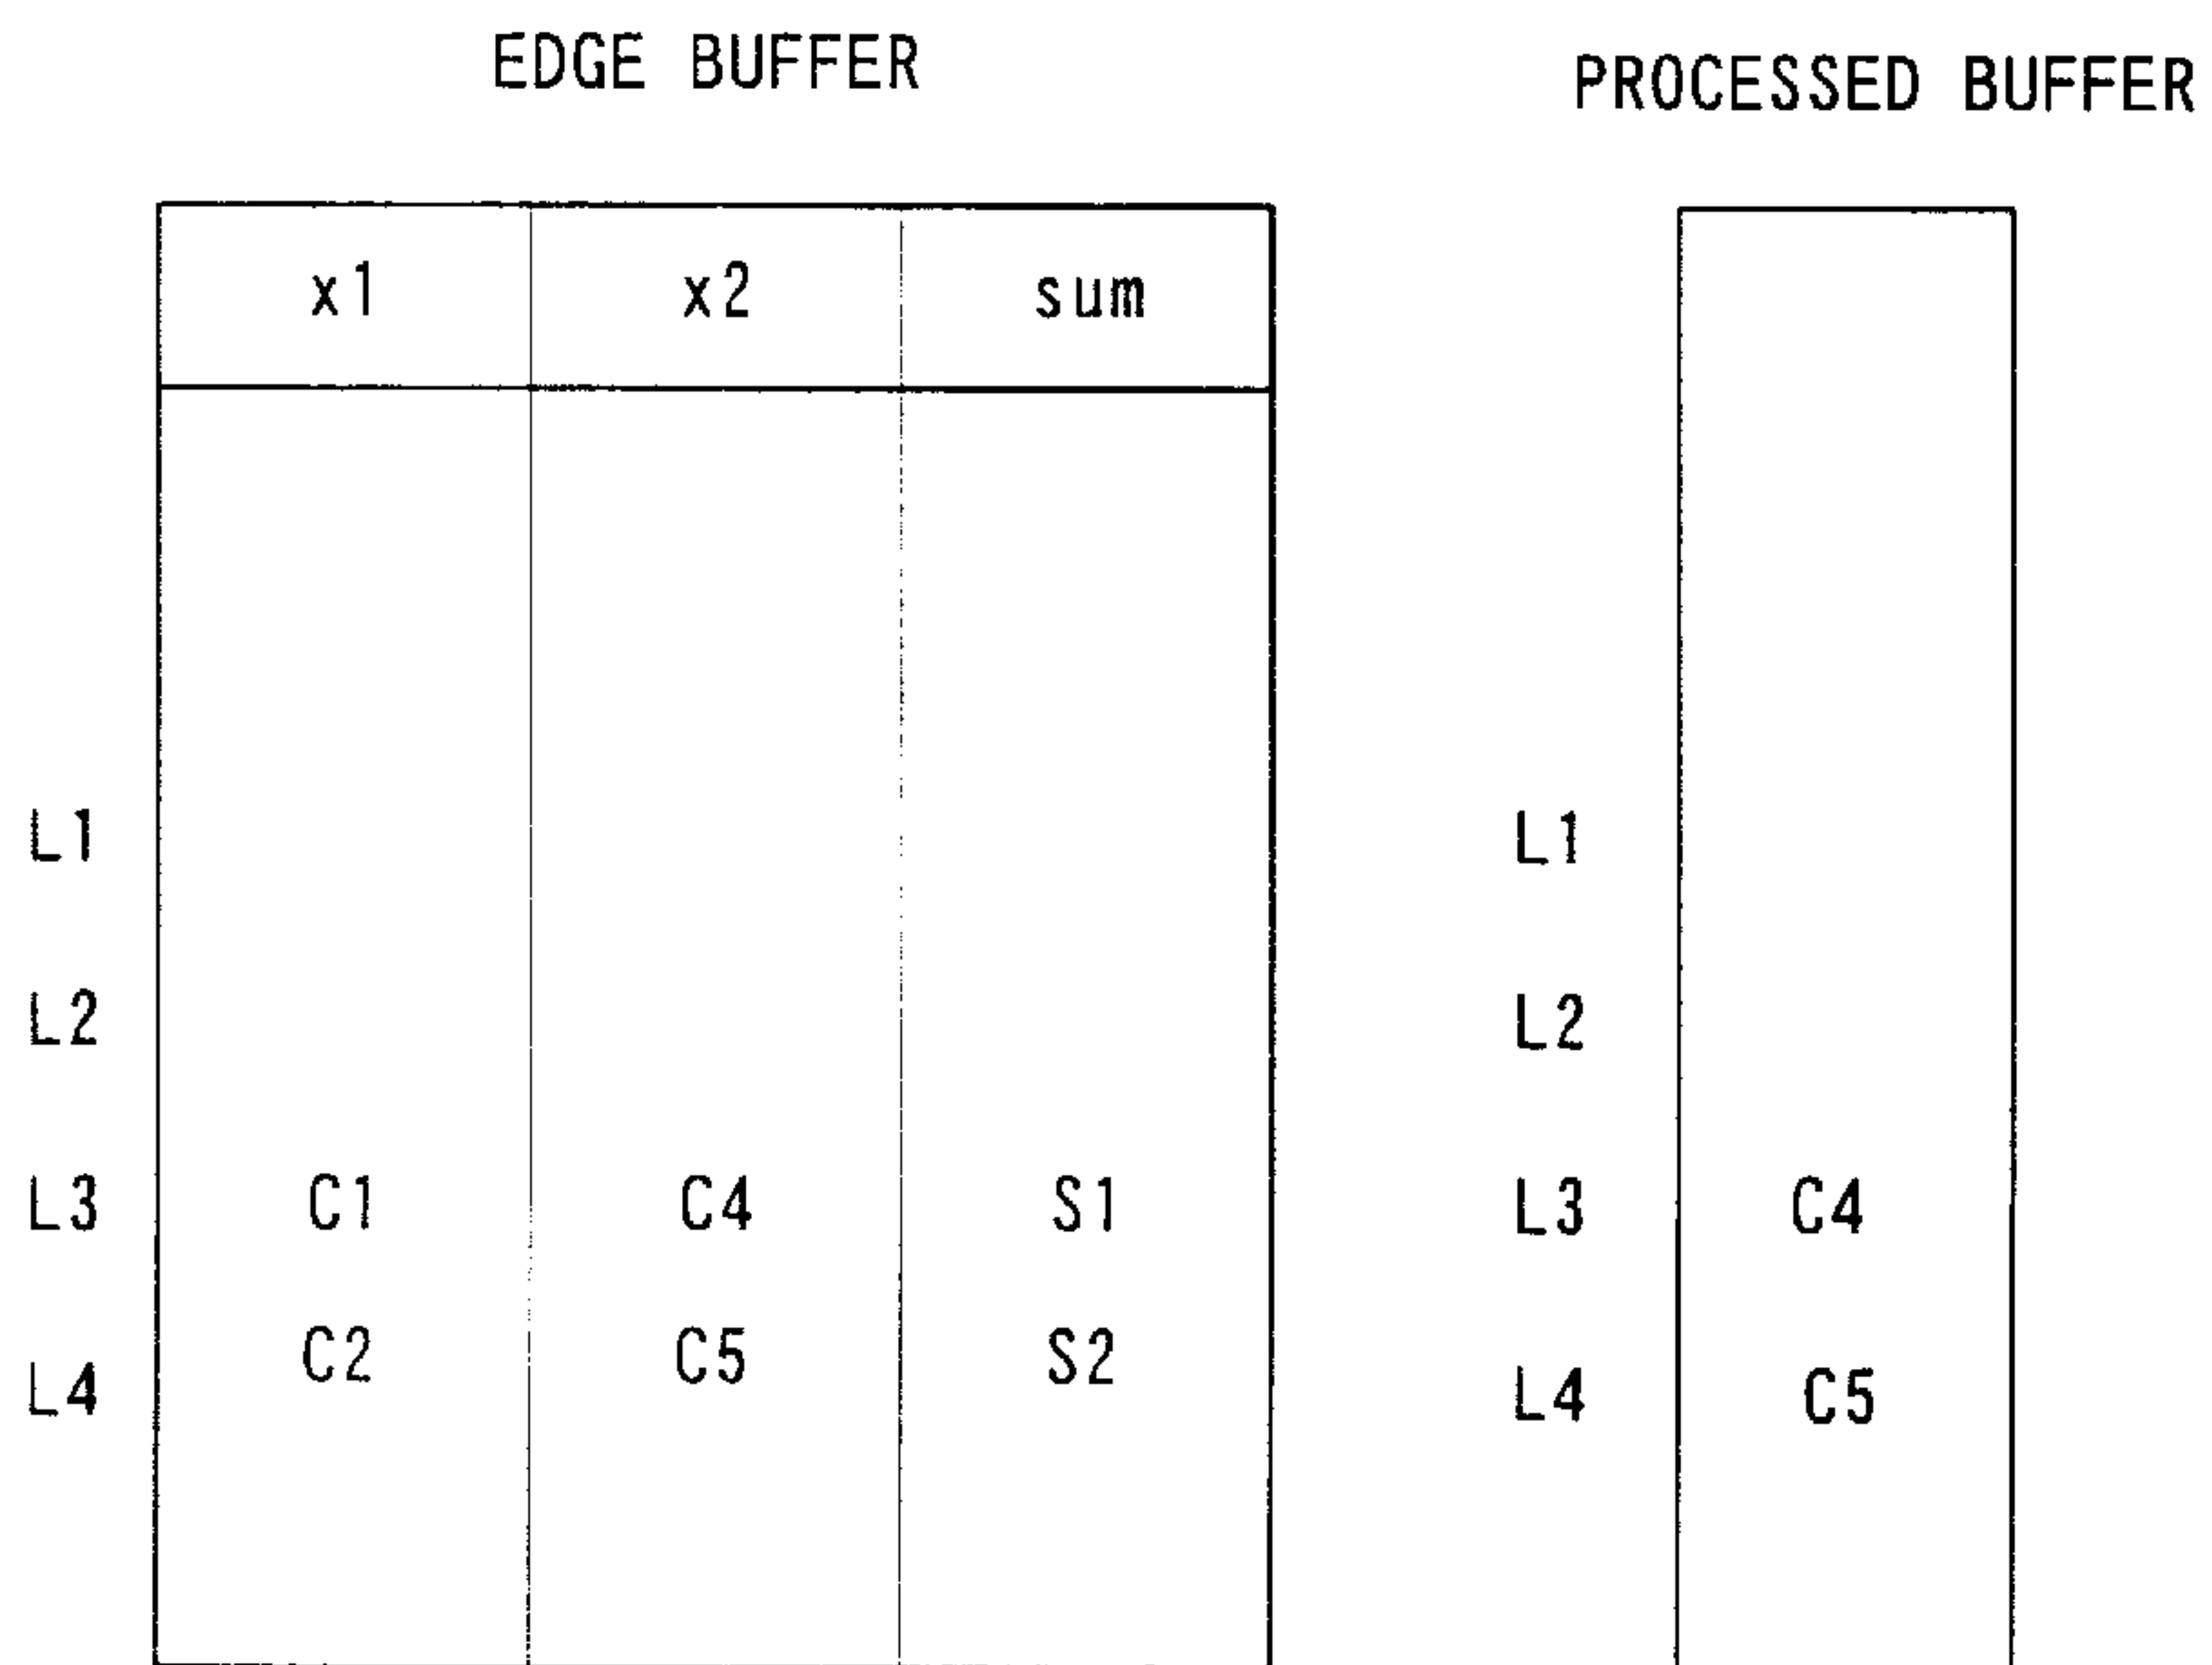 EDGE BUFFER
x1 x2 sum
L1
L2
L3 C1 C4 S1
L4 C2 C5 S2
PROCESSED BUFFER
L1
L2
L3 C4
L4 C5